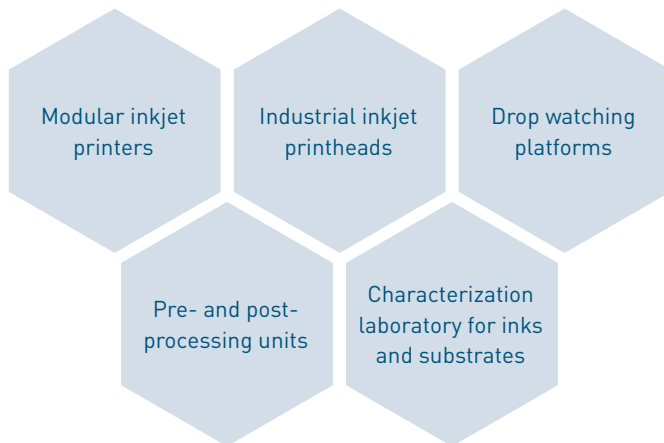 Modular inkjet
printers
Industrial inkjet
printheads
Drop watching
platforms
Pre- and post-
processing units
Characterization
laboratory for inks
and substrates